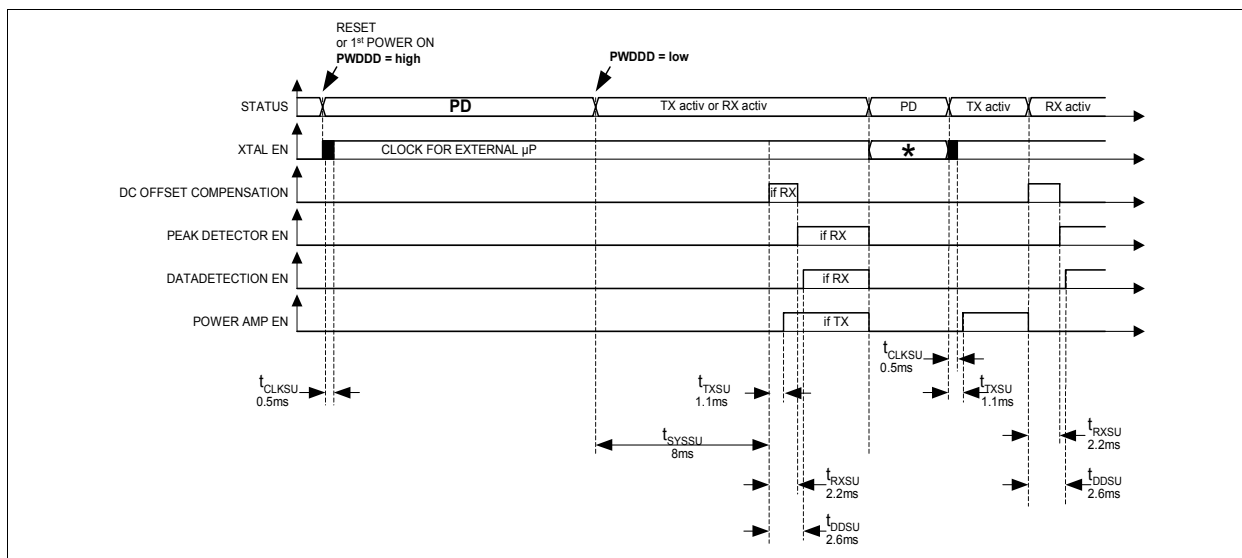 RESET
or 1st POWER ON
PWDDD = high
PWDDD = low
STATUS
PD
TX activ or RX activ
PD
TX activ
RX activ
XTAL EN
CLOCK FOR EXTERNAL µP
*
DC OFFSET COMPENSATION
if RX
PEAK DETECTOR EN
if RX
DATADETECTION EN
if RX
POWER AMP EN
if TX
tCLKSU
0.5ms
tTXSU
1.1ms
tCLKSU
0.5ms
tTXSU
1.1ms
tSYSSU
8ms
tRXSU
2.2ms
tRXSU
2.2ms
tDDSU
2.6ms
tDDSU
2.6ms